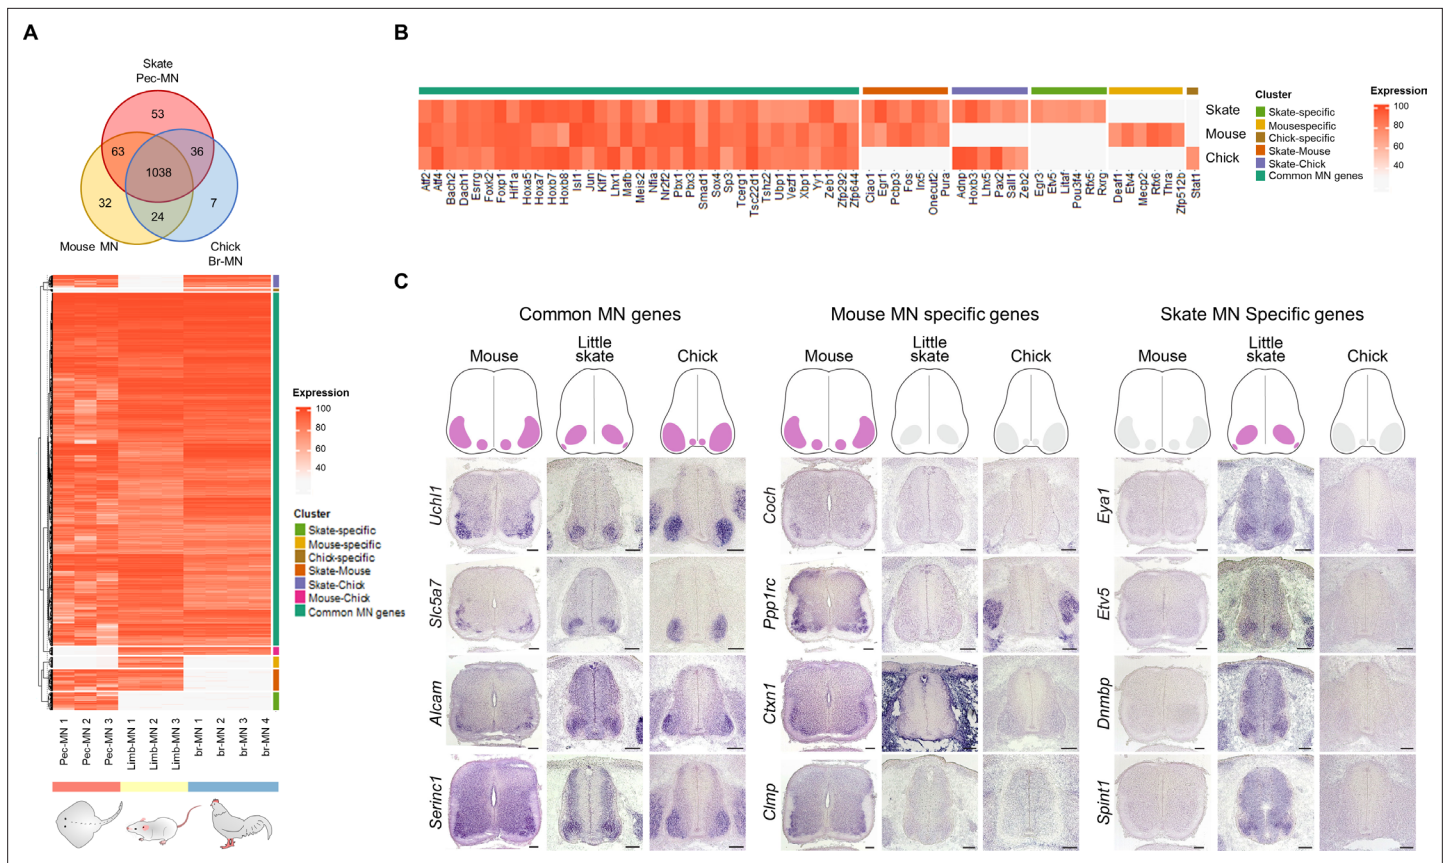 A
Skate
Pec-MN
53
63
36
1038
32
24
7
Mouse MN
Chick
Br-MN
Expression
100
80
60
40
Cluster
Skate-specific
Mouse-specific
Chick-specific
Skate-Mouse
Skate-Chick
Mouse-Chick
Common MN genes
Pec-MN 1
Pec-MN 2
Pec-MN 3
Limb-MN 1
Limb-MN 2
Limb-MN 3
br-MN 1
br-MN 2
br-MN 3
br-MN 4
B
Skate
Mouse
Chick
Aff2
Aff4
Bach2
Dach1
Esrrg
Foxk2
Foxp1
Hif1a
Hoxa5
Hoxa7
Hoxb7
Hoxb8
Isl1
Jun
Klf7
Lhx1
Mafb
Meis2
Nfia
Nr2f2
Pbx1
Pbx3
Smad1
Sox4
Sp3
Tcerg1
Tsc22d1
Tshz2
Ubp1
Vezf1
Xbp1
Yy1
Zeb1
Zfp292
Zfp644
Ciao1
Pcbp3
Fos
Irx5
Onecut2
Pura
Adnp
Hoxb3
Lhx5
Pax2
Sall1
Zeb2
Egr3
Etv5
Litaf
Pou3f4
Rtk5
Rxrg
Deaf1
Etv4
Mecp2
Rtk6
Thra
Zfp512b
Stat1
Cluster
Skate-specific
Mousespecific
Chick-specific
Skate-Mouse
Skate-Chick
Common MN genes
Expression
100
80
60
40
C
Common MN genes
Mouse
Little
skate
Chick
Uchl1
Slc5a7
Alcam
Serinc1
Mouse MN specific genes
Mouse
Little
skate
Chick
Coch
Ppp1rc
Ctxn1
Clmp
Skate MN Specific genes
Mouse
Little
skate
Chick
Eya1
Etv5
Dnmbp
Spint1